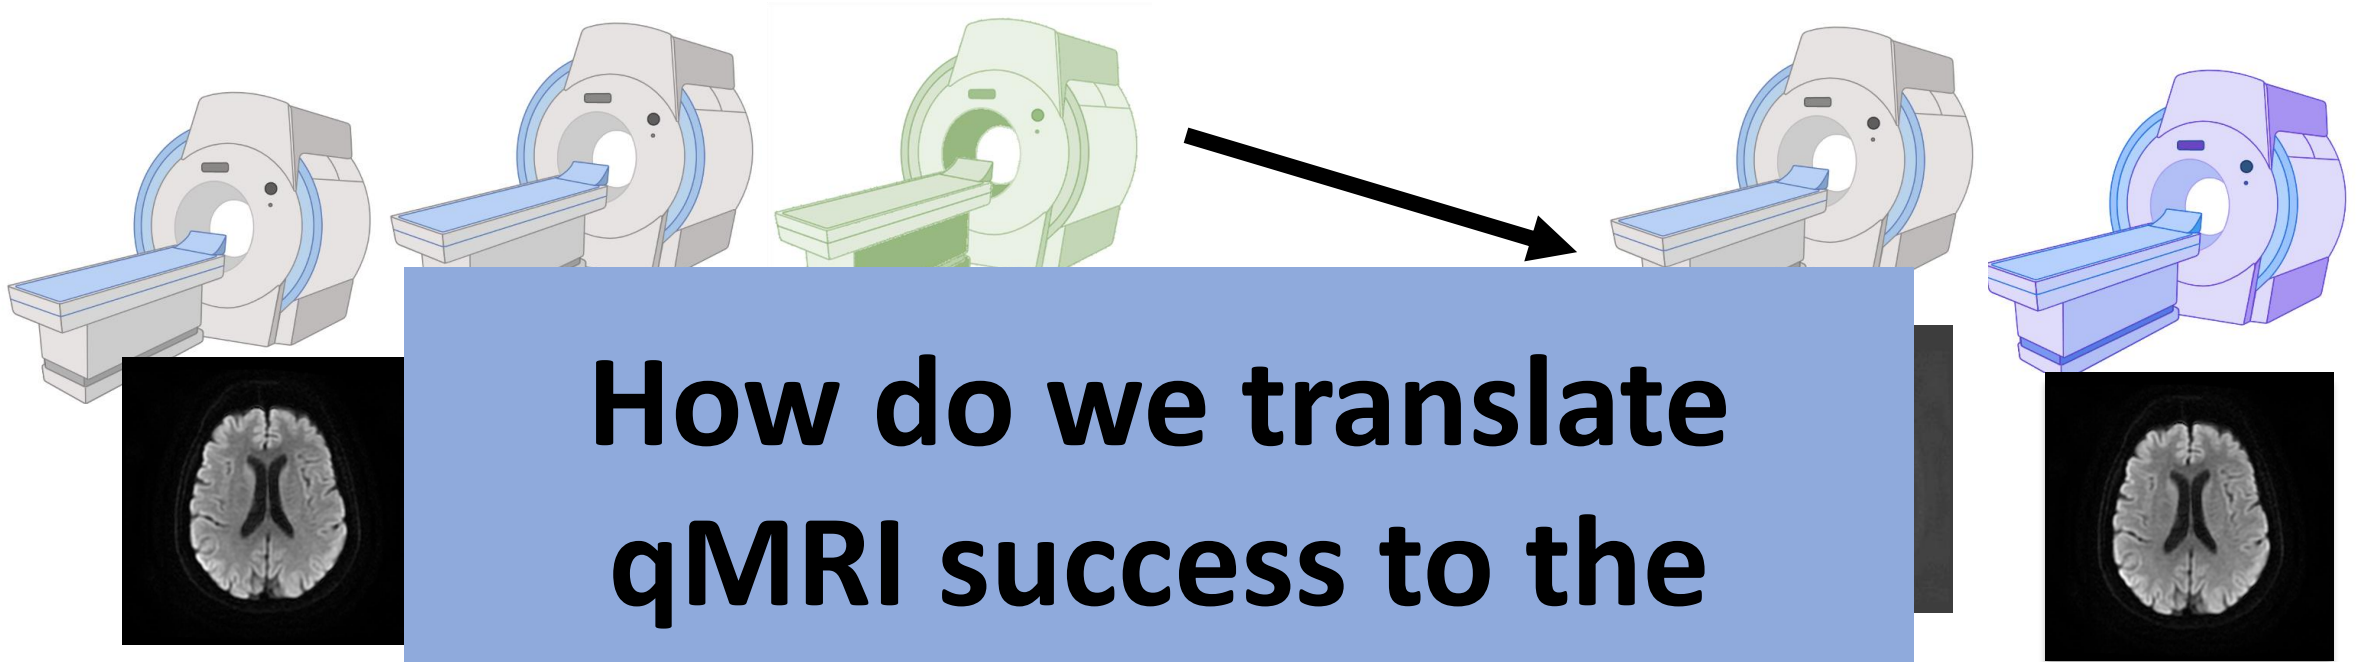 How do we translate
qMRI success to the